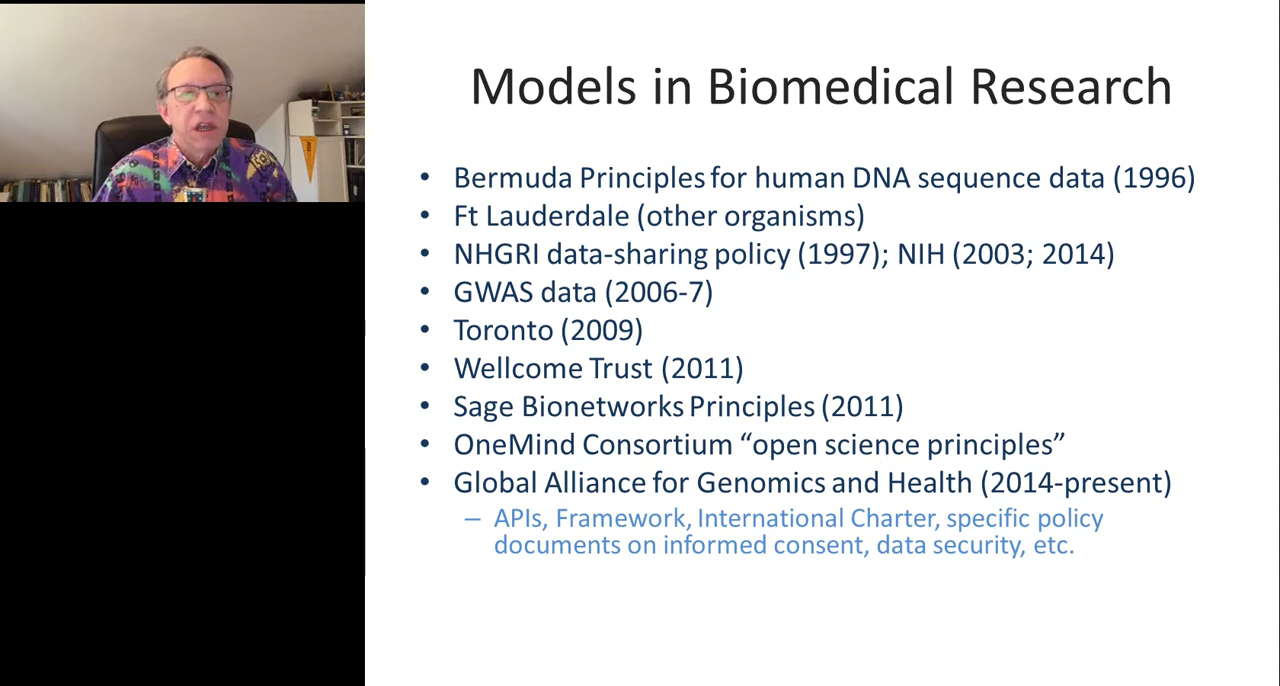 Models in Biomedical Research
• Bermuda Principles for human DNA sequence data (1996)
• Ft Lauderdale (other organisms)
• NHGRI data-sharing policy (1997); NIH (2003; 2014)
• GWAS data (2006-7)
• Toronto (2009)
• Wellcome Trust (2011)
• Sage Bionetworks Principles (2011)
• OneMind Consortium “open science principles”
• Global Alliance for Genomics and Health (2014-present)
– APIs, Framework, International Charter, specific policy
documents on informed consent, data security, etc.